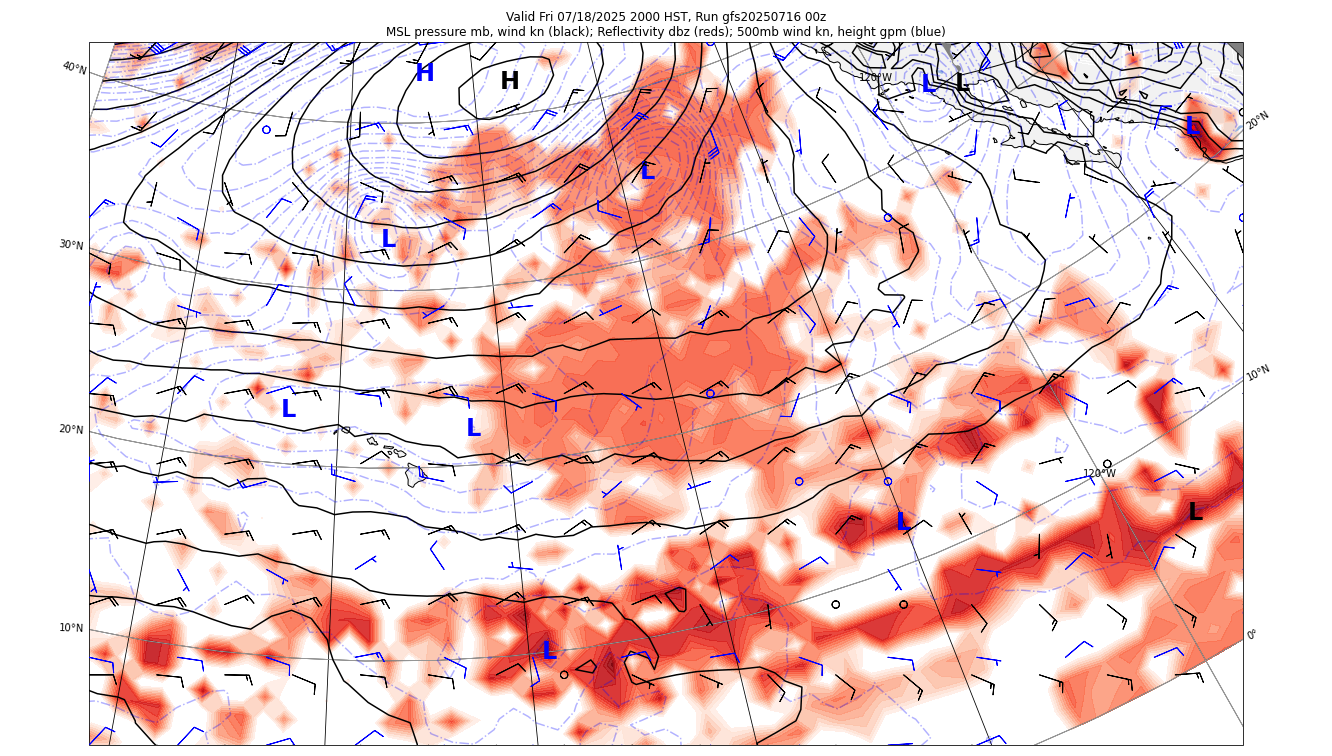 Valid Fri 07/18/2025 2000 HST, Run gfs20250716 00z
MSL pressure mb, wind kn (black); Reflectivity dbz (reds); 500mb wind kn, height gpm (blue)
40°N
H
H
120°W
L
L
20°N
L
L
30°N
L
10°N
L
20°N
L
120°W
L
L
10°N
0°
L